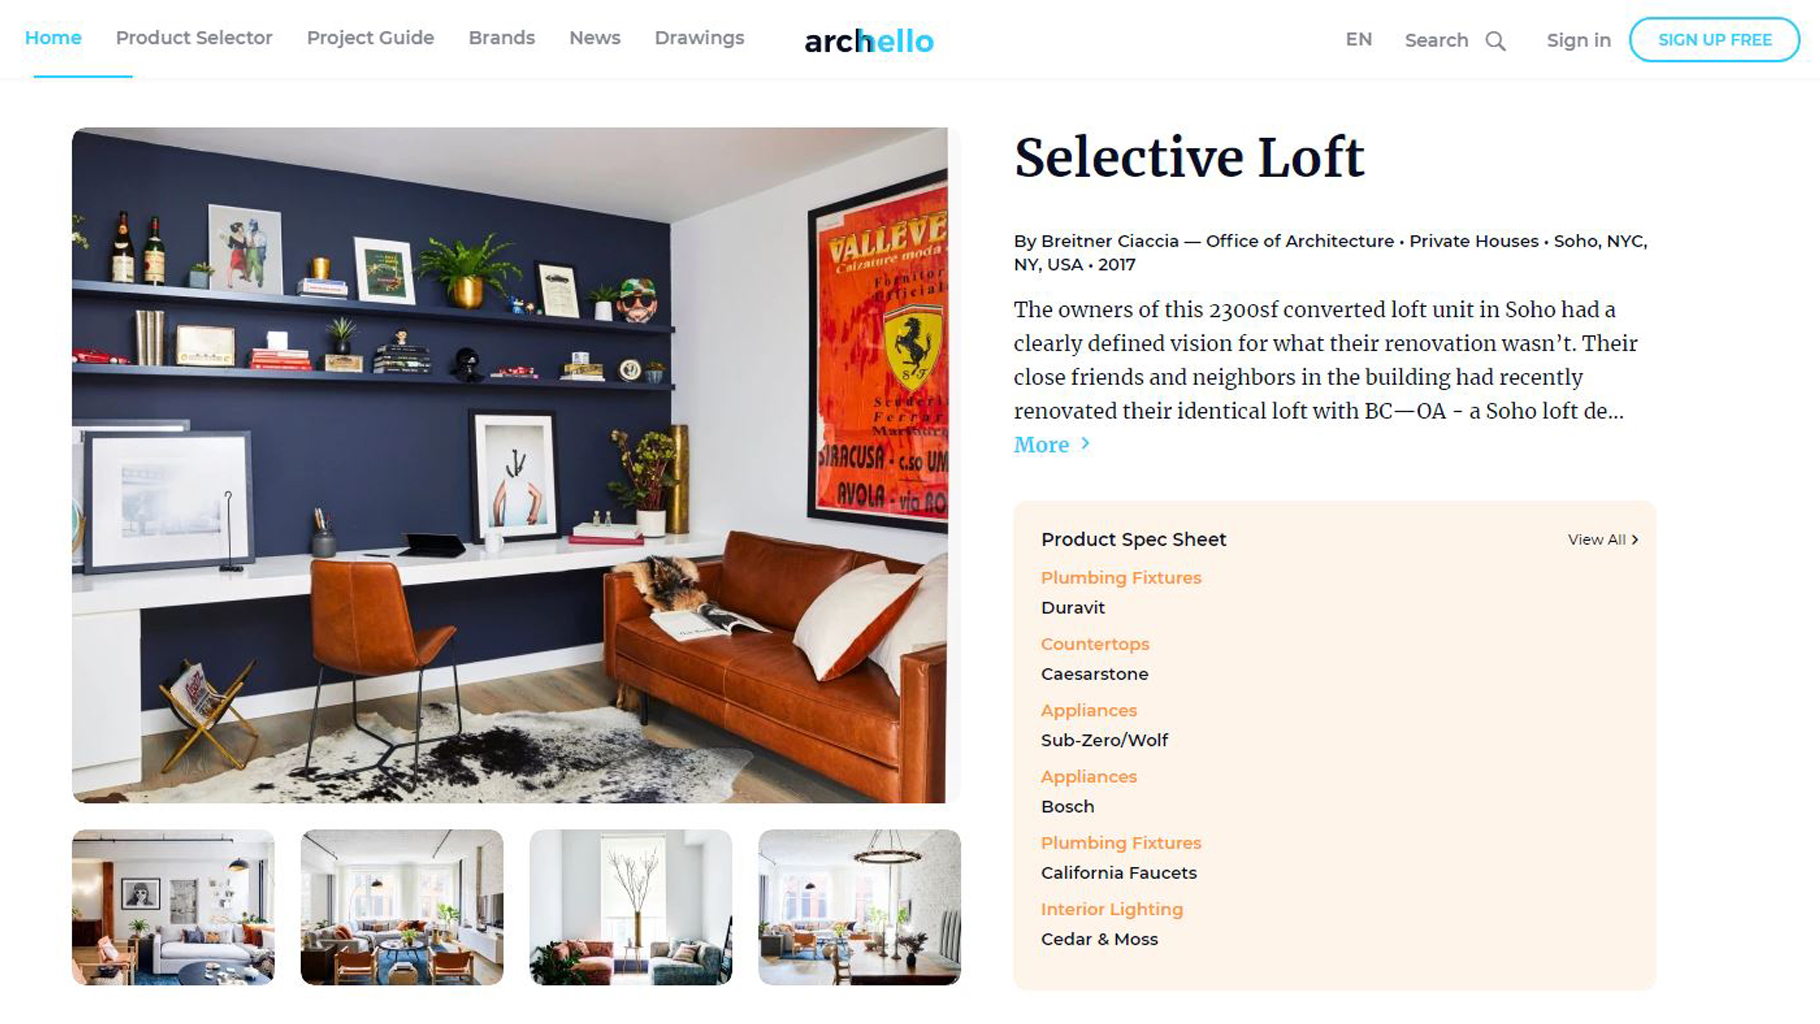 Home Product Selector Project Guide Brands News Drawings archello EN Search Sign in SIGN UP FREE
Selective Loft
By Breitner Ciaccia — Office of Architecture • Private Houses • Soho, NYC,
NY, USA • 2017
The owners of this 2300sf converted loft unit in Soho had a
clearly defined vision for what their renovation wasn’t. Their
close friends and neighbors in the building had recently
renovated their identical loft with BC—OA - a Soho loft de...
More
Product Spec Sheet View All
Plumbing Fixtures
Duravit
Countertops
Caesarstone
Appliances
Sub-Zero/Wolf
Appliances
Bosch
Plumbing Fixtures
California Faucets
Interior Lighting
Cedar & Moss
VALLEVE
Calzature moda
Fornitor
Ufficial
S F
Scuderi
Ferrar
Marlboro
SIRACUSA - c.so UM
AVOLA - via RO